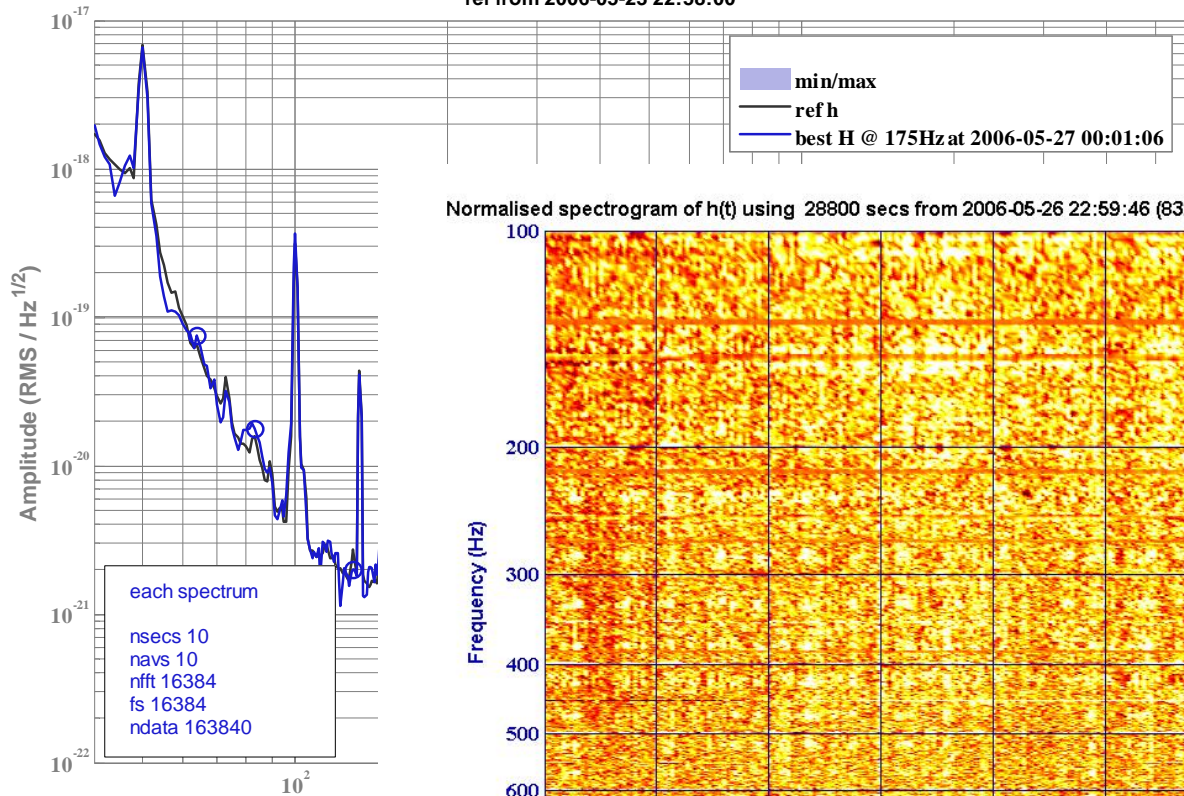 10-17
min/max
ref h
best H @ 175Hz at 2006-05-27 00:01:06
10-18
Normalised spectrogram of h(t) using 28800 secs from 2006-05-26 22:59:46 (83
100
Amplitude (RMS / Hz 1/2)
10-19
200
10-20
Frequency (Hz)
300
10-21
each spectrum
nsecs 10
navs 10
nfft 16384
fs 16384
ndata 163840
400
500
10-22
600
10 2